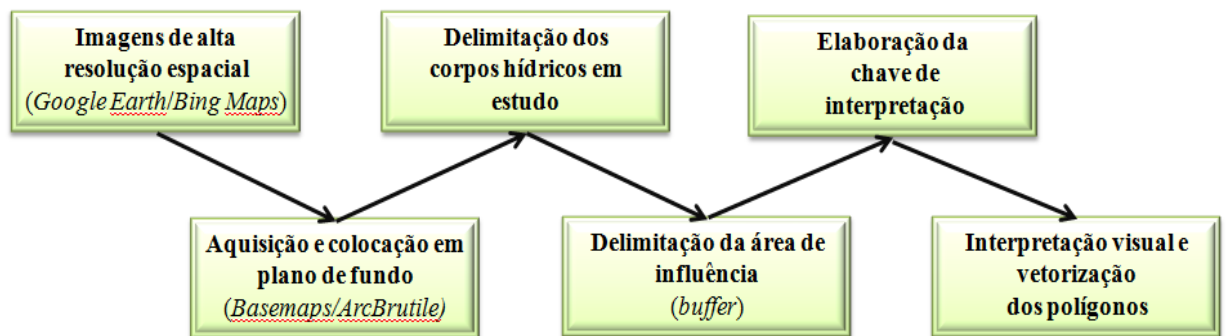 Imagens de alta
resolução espacial
(Google Earth/Bing Maps)
Aquisição e colocação em
plano de fundo
(Basemaps/ArcBrutile)
Delimitação dos
corpos hídricos em
estudo
Delimitação da área de
influência
(buffer)
Elaboração da
chave de
interpretação
Interpretação visual e
vetorização
dos polígonos